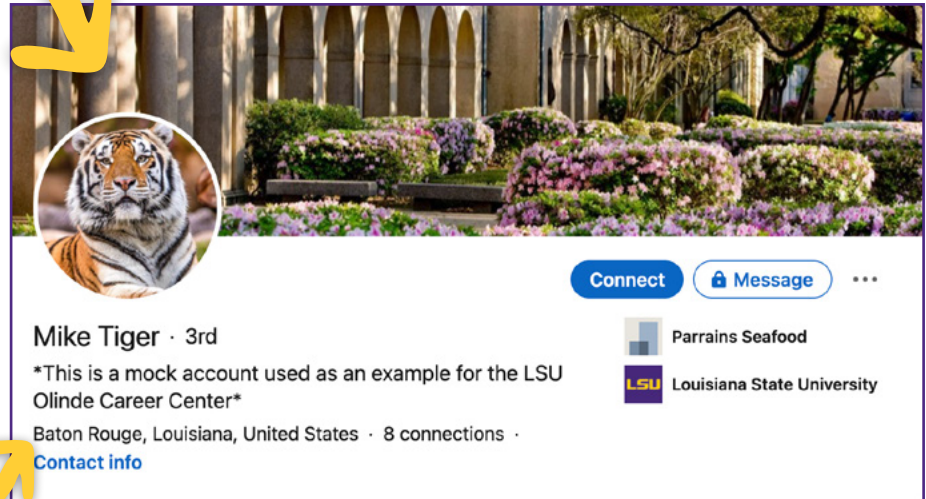 Connect
Message
Mike Tiger · 3rd
Parrains Seafood
*This is a mock account used as an example for the LSU
Olinde Career Center*
LSU
Louisiana State University
Baton Rouge, Louisiana, United States · 8 connections ·
Contact info